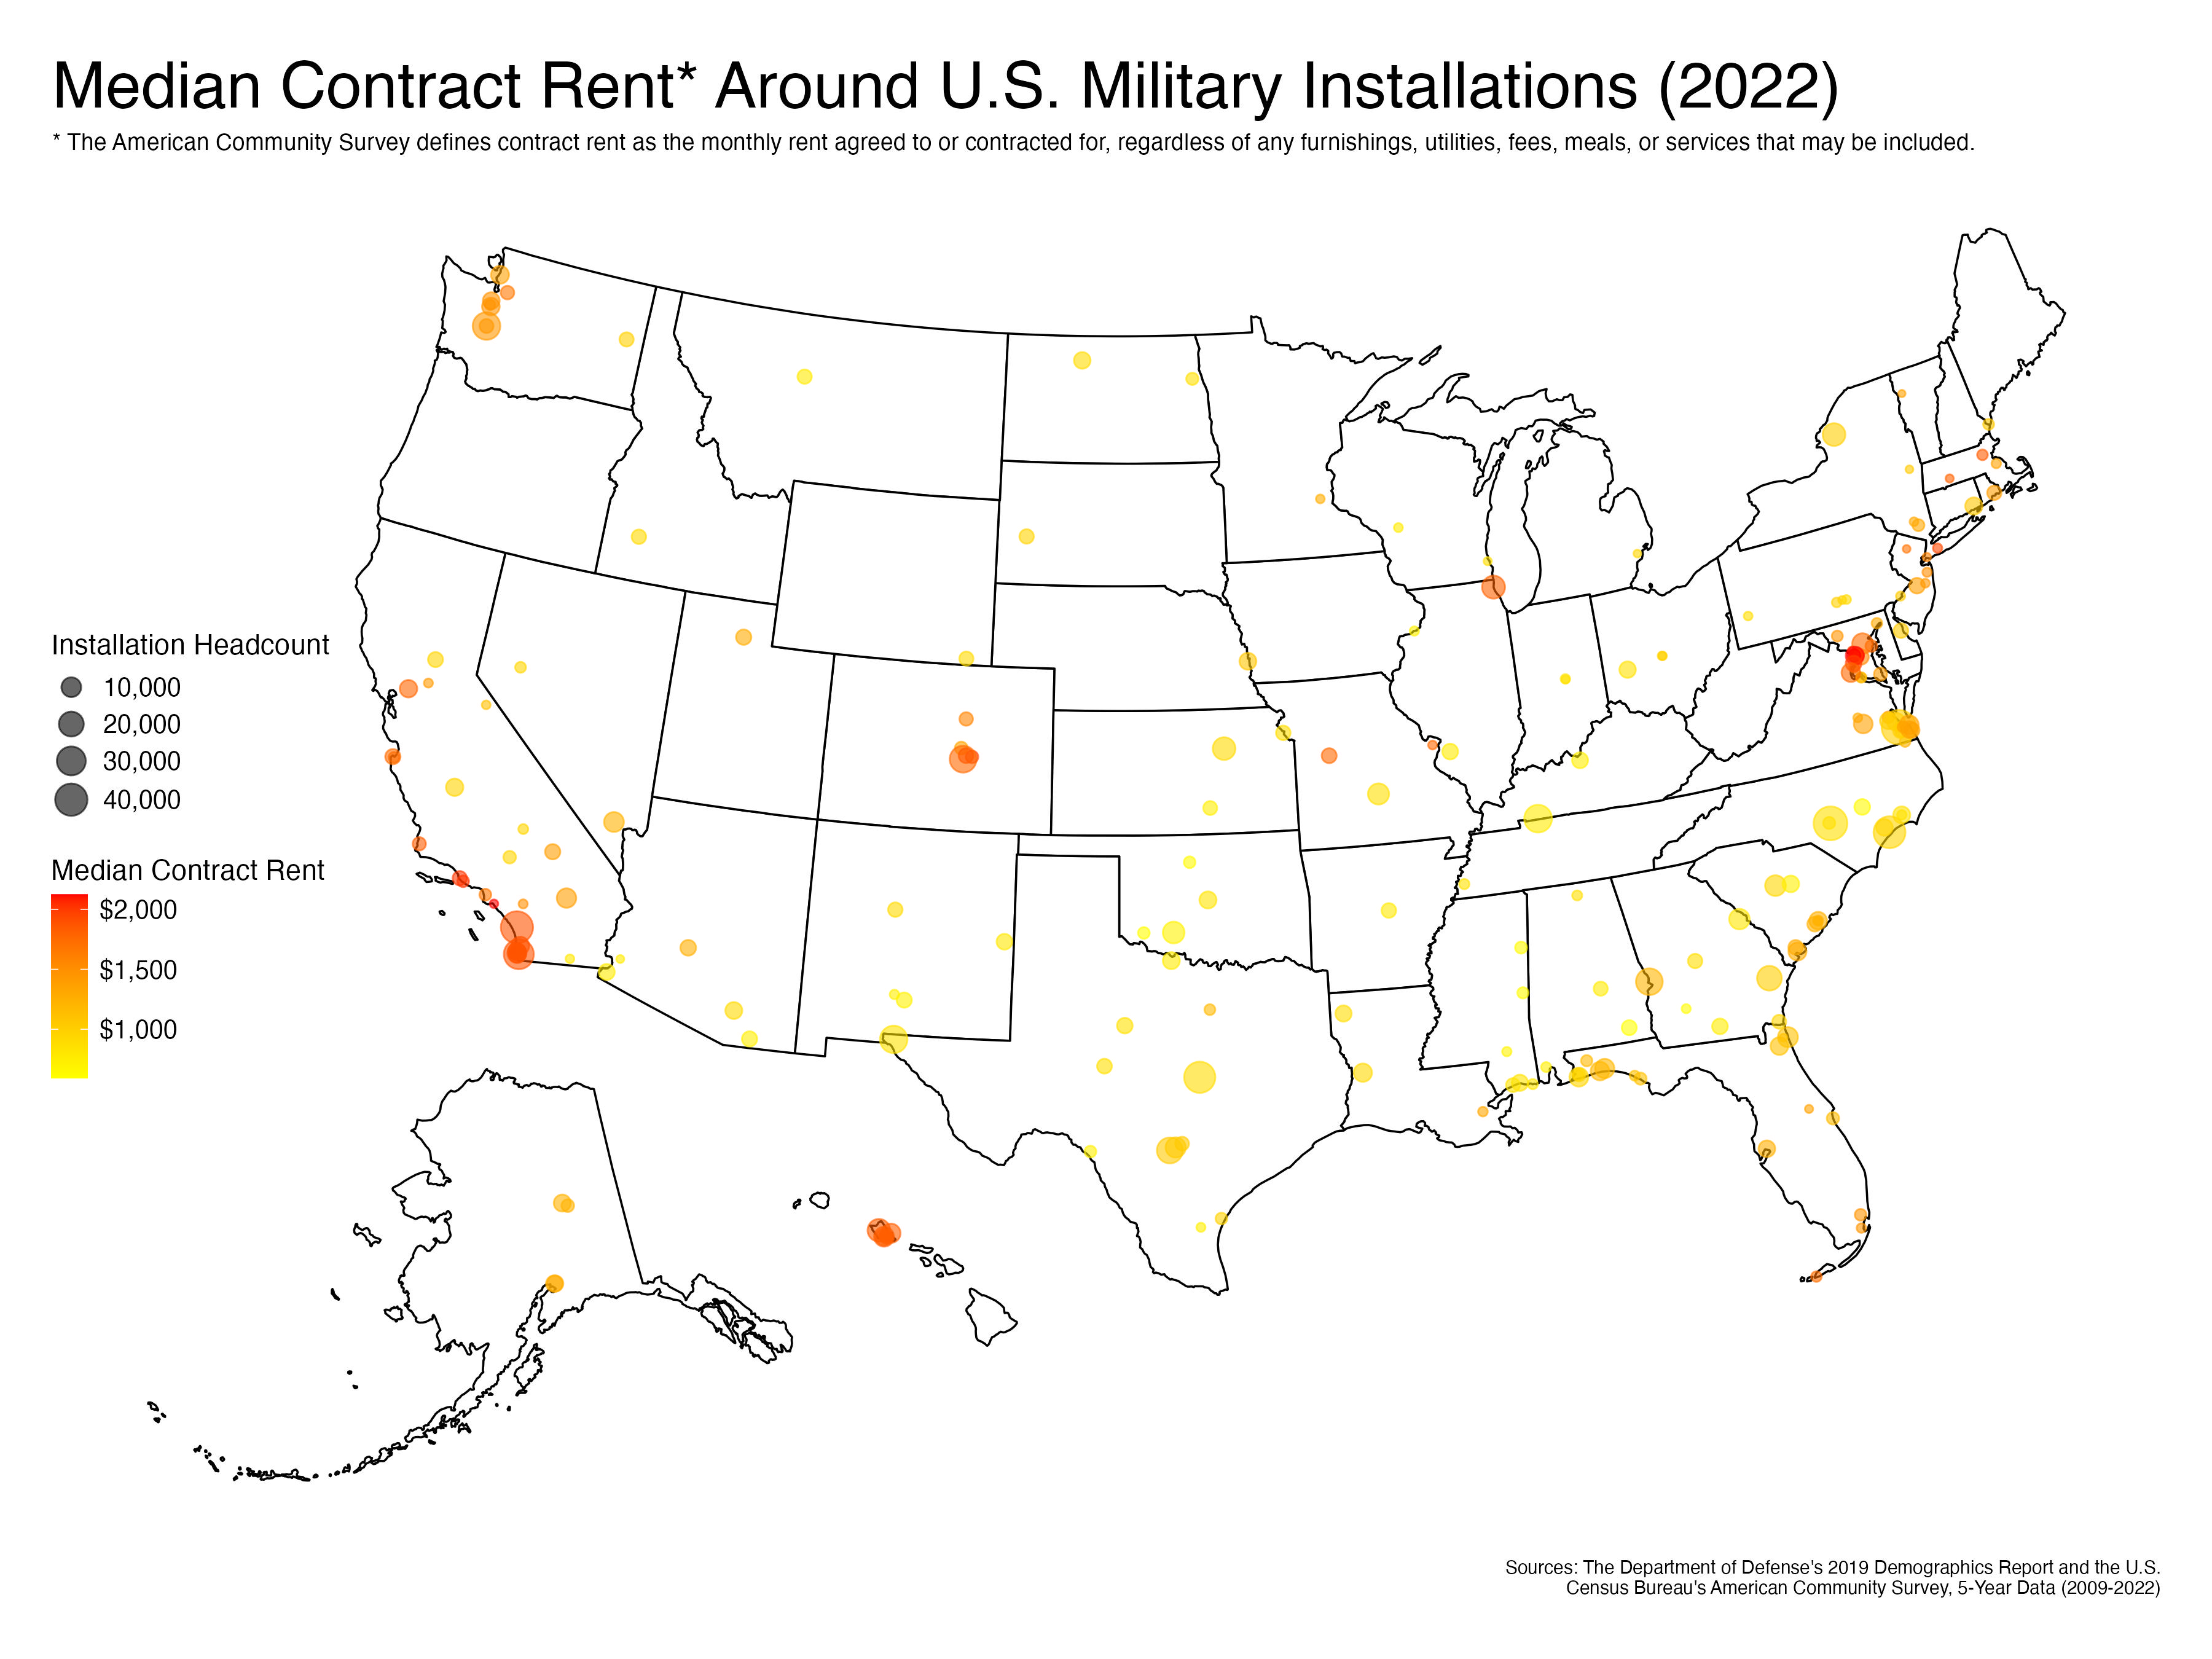 Median Contract Rent* Around U.S. Military Installations (2022)
* The American Community Survey defines contract rent as the monthly rent agreed to or contracted for, regardless of any furnishings, utilities, fees, meals, or services that may be included.
Installation Headcount
10,000
20,000
30,000
40,000
Median Contract Rent
$2,000
$1,500
$1,000
Sources: The Department of Defense's 2019 Demographics Report and the U.S.
Census Bureau's American Community Survey, 5-Year Data (2009-2022)